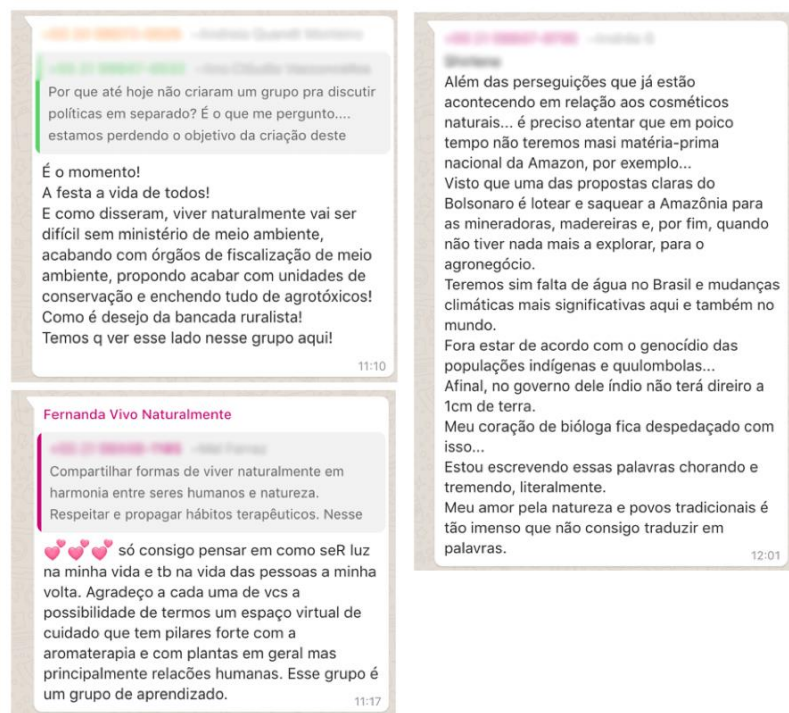 Por que até hoje não criaram um grupo pra discutir
políticas em separado? É o que me pergunto....
estamos perdendo o objetivo da criação deste
É o momento!
A festa a vida de todos!
E como disseram, viver naturalmente vai ser
difícil sem ministério de meio ambiente,
acabando com órgãos de fiscalização de meio
ambiente, propondo acabar com unidades de
conservação e enchendo tudo de agrotóxicos!
Como é desejo da bancada ruralista!
Temos q ver esse lado nesse grupo aqui!
11:10
Fernanda Vivo Naturalmente
Compartilhar formas de viver naturalmente em
harmonia entre seres humanos e natureza.
Respeitar e propagar hábitos terapêuticos. Nesse
💕💕💕 só consigo pensar em como seR luz
na minha vida e tb na vida das pessoas a minha
volta. Agradeço a cada uma de vcs a
possibilidade de termos um espaço virtual de
cuidado que tem pilares forte com a
aromaterapia e com plantas em geral mas
principalmente relacões humanas. Esse grupo é
um grupo de aprendizado.
11:17
Além das perseguições que já estão
acontecendo em relação aos cosméticos
naturais... é preciso atentar que em poico
tempo não teremos masi matéria-prima
nacional da Amazon, por exemplo...
Visto que uma das propostas claras do
Bolsonaro é lotear e saquear a Amazônia para
as mineradoras, madereiras e, por fim, quando
não tiver nada mais a explorar, para o
agronegócio.
Teremos sim falta de água no Brasil e mudanças
climáticas mais significativas aqui e também no
mundo.
Fora estar de acordo com o genocídio das
populações indígenas e quulombolas...
Afinal, no governo dele índio não terá direiro a
1cm de terra.
Meu coração de bióloga fica despedaçado com
isso...
Estou escrevendo essas palavras chorando e
tremendo, literalmente.
Meu amor pela natureza e povos tradicionais é
tão imenso que não consigo traduzir em
palavras.
12:01